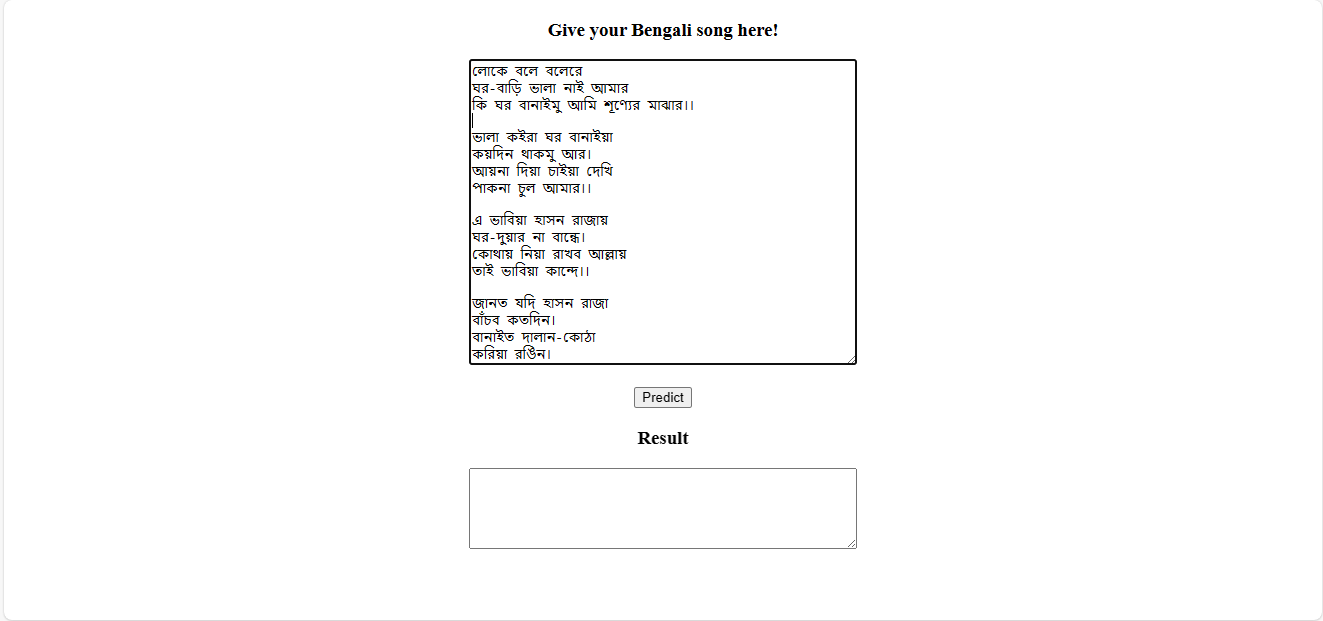 Give your Bengali song here!
লোকে বলে বলেরে
ঘর-বাড়ি ভালা নাই আমার
কি ঘর বানাইমু আমি শূণ্যের মাঝার।।
ভালা কইরা ঘর বানাইয়া
কয়দিন থাকমু আর।
আয়না দিয়া চাইয়া দেখি
পাকনা চুল আমার।।
এ ভাবিয়া হাসন রাজায়
ঘর-দুয়ার না বান্ধে।
কোথায় নিয়া রাখব আল্লায়
তাই ভাবিয়া কান্দে।।
জানত যদি হাসন রাজা
বাঁচব কতদিন।
বানাইত দালান-কোঠা
করিয়া রঙিন।
Predict
Result